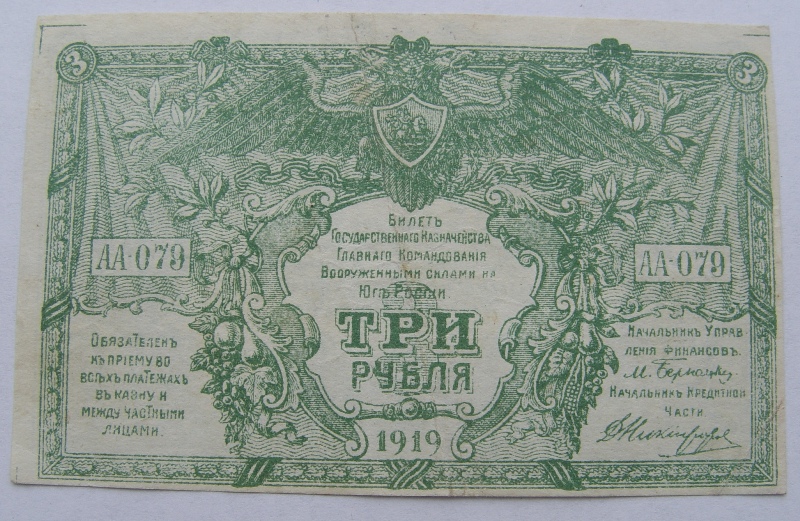 3
3
Билетъ
Государственнаго Казначейства
Главнаго Командованія
Вооруженными силами на
Югѣ Россіи
АА-079
АА-079
ТРИ
РУБЛЯ
1919
Обязателенъ
къ пріему во
всѣхъ платежахъ
въ казну и
между частными
лицами.
Начальникъ Управ
ленія финансовъ.
М. Бернацкій
Начальникъ Кредитной
Части